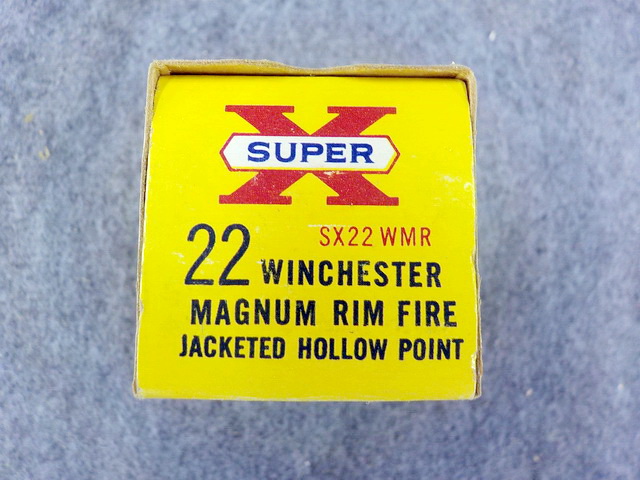 SUPER X
SX22 WMR
22 WINCHESTER
MAGNUM RIM FIRE
JACKETED HOLLOW POINT